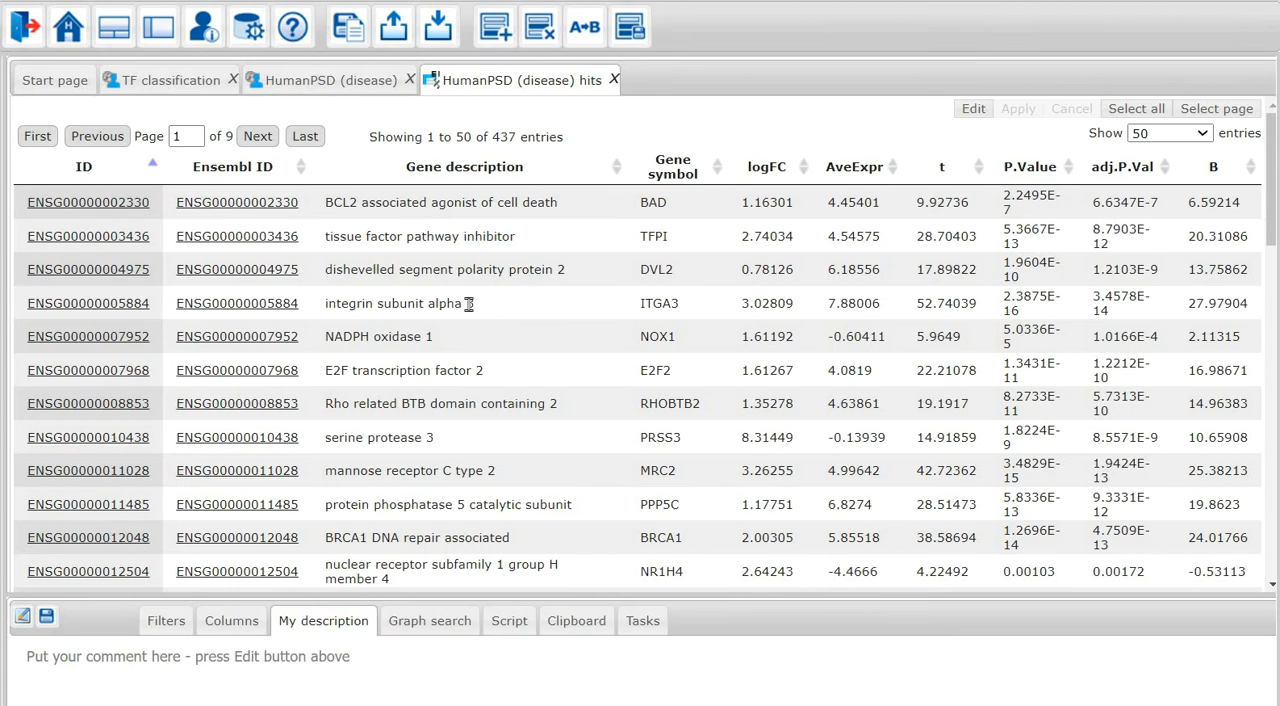 A➔B
Start page TF classification X HumanPSD (disease) X HumanPSD (disease) hits X
Edit Apply Cancel Select all Select page
First Previous Page 1 of 9 Next Last Showing 1 to 50 of 437 entries Show 50 entries
ID Ensembl ID Gene description Gene symbol logFC AveExpr t P.Value adj.P.Val B
ENSG00000002330 ENSG00000002330 BCL2 associated agonist of cell death BAD 1.16301 4.45401 9.92736 2.2495E-7 6.6347E-7 6.59214
ENSG00000003436 ENSG00000003436 tissue factor pathway inhibitor TFPI 2.74034 4.54575 28.70403 5.3667E-13 8.7903E-12 20.31086
ENSG00000004975 ENSG00000004975 dishevelled segment polarity protein 2 DVL2 0.78126 6.18556 17.89822 1.9604E-10 1.2103E-9 13.75862
ENSG00000005884 ENSG00000005884 integrin subunit alpha ITGA3 3.02809 7.88006 52.74039 2.3875E-16 3.4578E-14 27.97904
ENSG00000007952 ENSG00000007952 NADPH oxidase 1 NOX1 1.61192 -0.60411 5.9649 5.0336E-5 1.0166E-4 2.11315
ENSG00000007968 ENSG00000007968 E2F transcription factor 2 E2F2 1.61267 4.0819 22.21078 1.3431E-11 1.2212E-10 16.98671
ENSG00000008853 ENSG00000008853 Rho related BTB domain containing 2 RHOBTB2 1.35278 4.63861 19.1917 8.2733E-11 5.7313E-10 14.96383
ENSG00000010438 ENSG00000010438 serine protease 3 PRSS3 8.31449 -0.13939 14.91859 1.8224E-9 8.5571E-9 10.65908
ENSG00000011028 ENSG00000011028 mannose receptor C type 2 MRC2 3.26255 4.99642 42.72362 3.4829E-15 1.9424E-13 25.38213
ENSG00000011485 ENSG00000011485 protein phosphatase 5 catalytic subunit PPP5C 1.17751 6.8274 28.51473 5.8336E-13 9.3331E-12 19.8623
ENSG00000012048 ENSG00000012048 BRCA1 DNA repair associated BRCA1 2.00305 5.85518 38.58694 1.2696E-14 4.7509E-13 24.01766
ENSG00000012504 ENSG00000012504 nuclear receptor subfamily 1 group H member 4 NR1H4 2.64243 -4.4666 4.22492 0.00103 0.00172 -0.53113
Filters Columns My description Graph search Script Clipboard Tasks
Put your comment here - press Edit button above